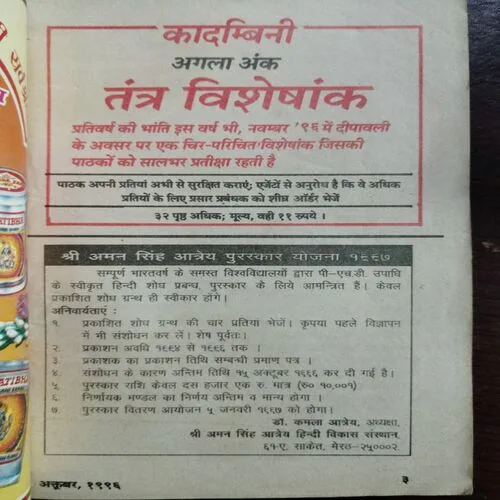 कादम्बिनी
अगला अंक
तंत्र विशेषांक
प्रतिवर्ष की भांति इस वर्ष भी, नवम्बर '९६ में दीपावली
के अवसर पर एक चिर-परिचित विशेषांक जिसकी
पाठकों को सालभर प्रतीक्षा रहती है
पाठक अपनी प्रतियां अभी से सुरक्षित कराएं; एजेंटों से अनुरोध है कि वे अधिक
प्रतियों के लिए प्रसार प्रबंधक को शीघ्र ऑर्डर भेजें
३२ पृष्ठ अधिक; मूल्य, वही ११ रुपये ।
श्री अमन सिंह आत्रेय पुरस्कार योजना १९९७
सम्पूर्ण भारतवर्ष के समस्त विश्वविद्यालयों द्वारा पी-एच.डी. उपाधि
के स्वीकृत हिन्दी शोध प्रबन्ध, पुरस्कार के लिये आमन्त्रित हैं। केवल
प्रकाशित शोध ग्रन्थ ही स्वीकार होंगे।
अनिवार्यताएं :
१. प्रकाशित शोध ग्रन्थ की चार प्रतिया भेजें। कृपया पहले विज्ञापन
में भी संशोधन कर लें। शेष पूर्वतः।
२. प्रकाशन अवधि १९९४ से १९९६ तक ।
३. प्रकाशक का प्रकाशन तिथि सम्बन्धी प्रमाण पत्र ।
४. संशोधन के कारण अन्तिम तिथि १५ अक्टूबर १९९६ कर दी गई है।
५. पुरस्कार राशि केवल दस हजार एक रु. मात्र (रु० १०,००१)
६. निर्णायक मण्डल का निर्णय अन्तिम व मान्य होगा ।
७. पुरस्कार वितरण आयोजन ५ जनवरी १९९७ को होगा।
डॉ. कमला आत्रेय, अध्यक्षा,
श्री अमन सिंह आत्रेय हिन्दी विकास संस्थान,
६१-ए, साकेत, मेरठ-२५०००२
अक्तूबर, १९९६
३